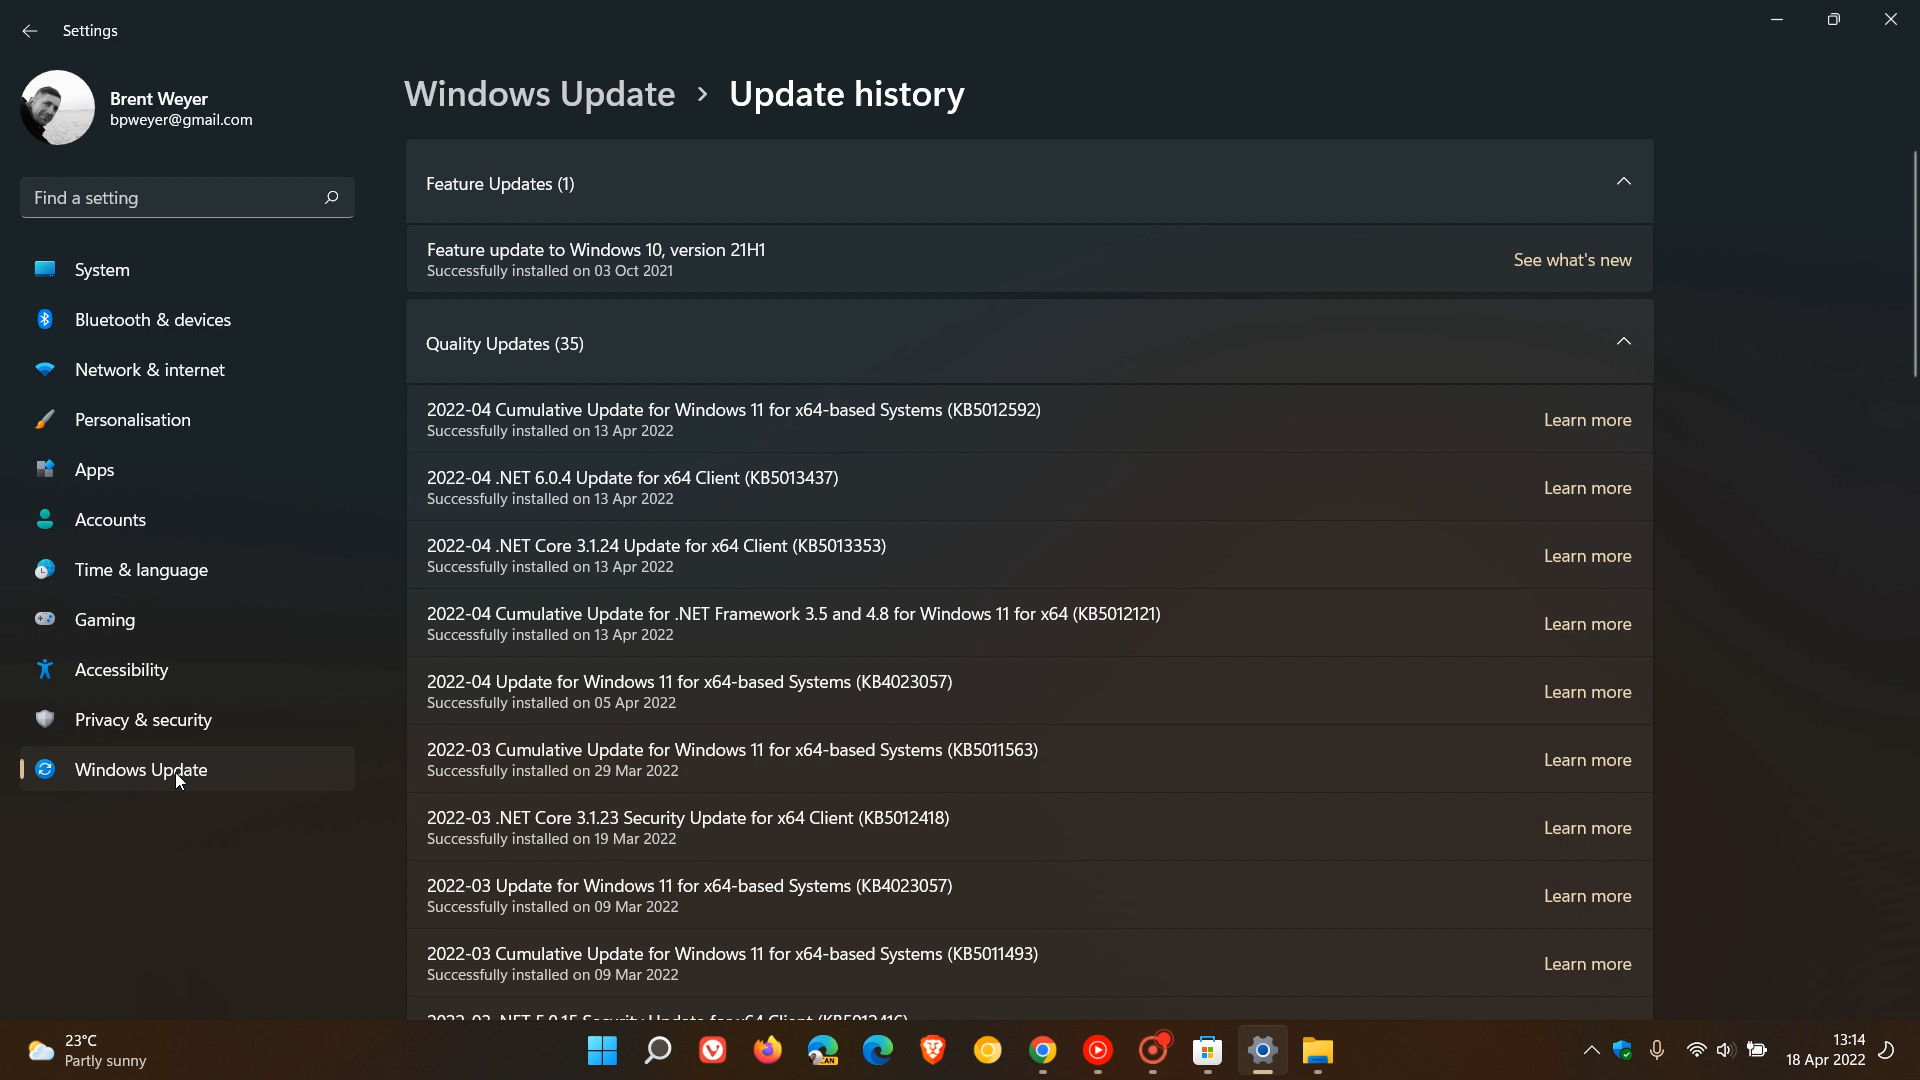 Settings
Brent Weyer
bpweyer@gmail.com
Find a setting
System
Bluetooth & devices
Network & internet
Personalisation
Apps
Accounts
Time & language
Gaming
Accessibility
Privacy & security
Windows Update
Windows Update > Update history
Feature Updates (1)
Feature update to Windows 10, version 21H1
Successfully installed on 03 Oct 2021
See what's new
Quality Updates (35)
2022-04 Cumulative Update for Windows 11 for x64-based Systems (KB5012592)
Successfully installed on 13 Apr 2022
Learn more
2022-04 .NET 6.0.4 Update for x64 Client (KB5013437)
Successfully installed on 13 Apr 2022
Learn more
2022-04 .NET Core 3.1.24 Update for x64 Client (KB5013353)
Successfully installed on 13 Apr 2022
Learn more
2022-04 Cumulative Update for .NET Framework 3.5 and 4.8 for Windows 11 for x64 (KB5012121)
Successfully installed on 13 Apr 2022
Learn more
2022-04 Update for Windows 11 for x64-based Systems (KB4023057)
Successfully installed on 05 Apr 2022
Learn more
2022-03 Cumulative Update for Windows 11 for x64-based Systems (KB5011563)
Successfully installed on 29 Mar 2022
Learn more
2022-03 .NET Core 3.1.23 Security Update for x64 Client (KB5012418)
Successfully installed on 19 Mar 2022
Learn more
2022-03 Update for Windows 11 for x64-based Systems (KB4023057)
Successfully installed on 09 Mar 2022
Learn more
2022-03 Cumulative Update for Windows 11 for x64-based Systems (KB5011493)
Successfully installed on 09 Mar 2022
Learn more
2022-03 .NET 5.0.15 Security Update for x64 Client
23°C
Partly sunny
CAN
13:14
18 Apr 2022